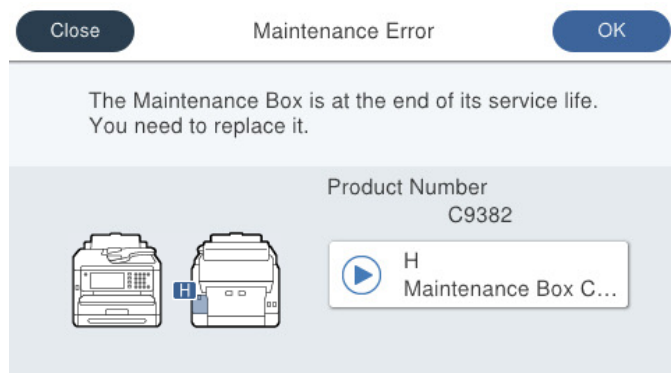 Close
Maintenance Error
OK
The Maintenance Box is at the end of its service life.
You need to replace it.
Product Number
C9382
H
H
Maintenance Box C...